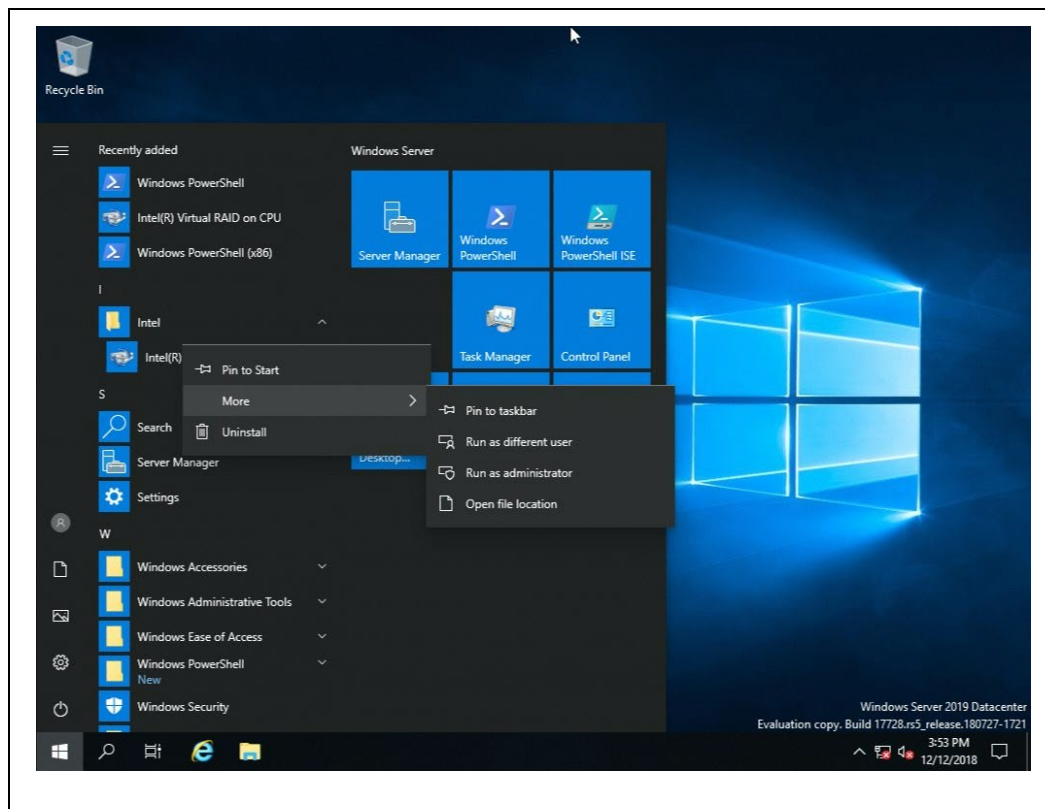 Recycle Bin
Recently added
Windows PowerShell
Intel(R) Virtual RAID on CPU
Windows PowerShell (x86)
I
Intel
Intel(R)
S
Search
Server Manager
Settings
W
Windows Accessories
Windows Administrative Tools
Windows Ease of Access
Windows PowerShell
New
Windows Security
Windows Server
Server Manager
Windows
PowerShell
Windows
PowerShell ISE
Task Manager
Control Panel
Desktop...
Pin to Start
More
Uninstall
Pin to taskbar
Run as different user
Run as administrator
Open file location
Windows Server 2019 Datacenter
Evaluation copy. Build 17728.rs5_release.180727-1721
3:53 PM
12/12/2018